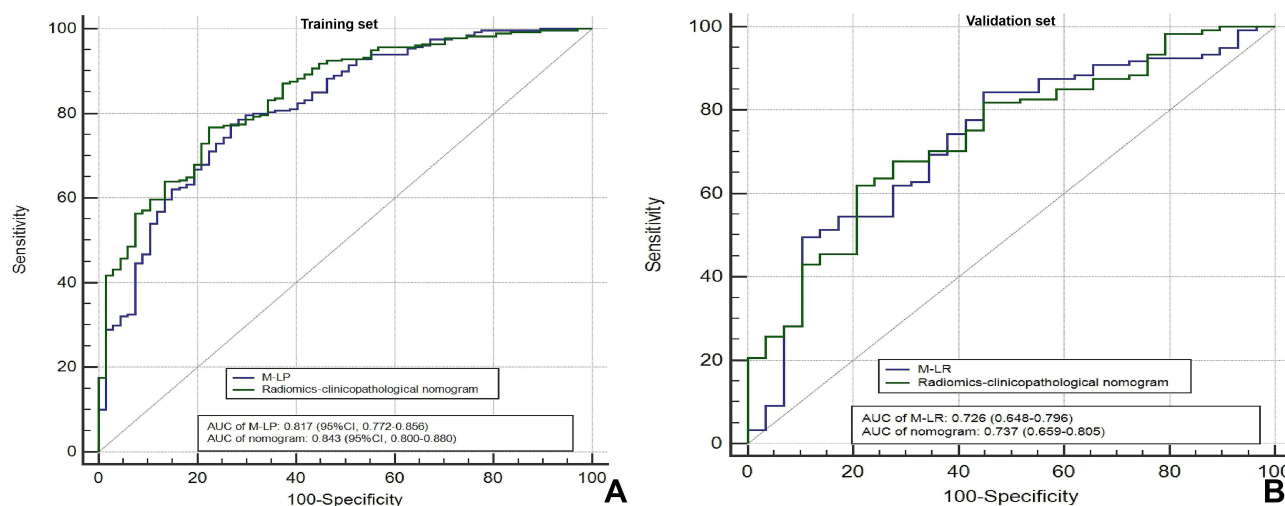 Training set
100
80
60
40
20
0
Sensitivity
M-LP
Radiomics-clinicopathological nomogram
AUC of M-LP: 0.817 (95%CI, 0.772-0.856)
AUC of nomogram: 0.843 (95%CI, 0.800-0.880)
0 20 40 60 80 100
100-Specificity
A
Validation set
100
80
60
40
20
0
Sensitivity
M-LR
Radiomics-clinicopathological nomogram
AUC of M-LR: 0.726 (0.648-0.796)
AUC of nomogram: 0.737 (0.659-0.805)
0 20 40 60 80 100
100-Specificity
B